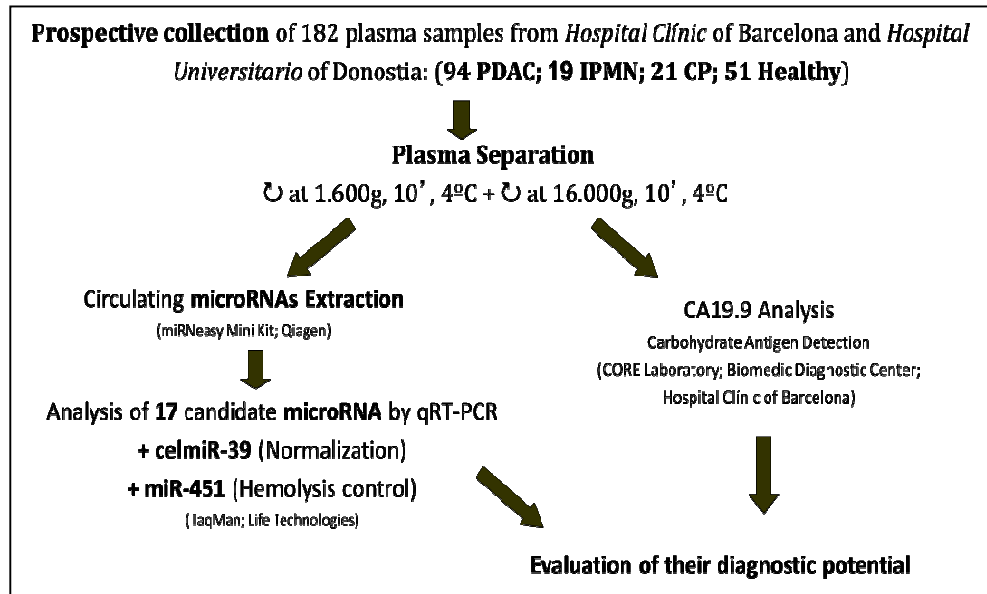 Prospective collection of 182 plasma samples from Hospital Clínic of Barcelona and Hospital
Universitario of Donostia: (94 PDAC; 19 IPMN; 21 CP; 51 Healthy)
Plasma Separation
↻ at 1.600g, 10’, 4ºC + ↻ at 16.000g, 10’, 4ºC
Circulating microRNAs Extraction
(miRNeasy Mini Kit; Qiagen)
Analysis of 17 candidate microRNA by qRT-PCR
+ celmiR-39 (Normalization)
+ miR-451 (Hemolysis control)
(TaqMan; Life Technologies)
CA19.9 Analysis
Carbohydrate Antigen Detection
(CORE Laboratory; Biomedic Diagnostic Center;
Hospital Clínic of Barcelona)
Evaluation of their diagnostic potential